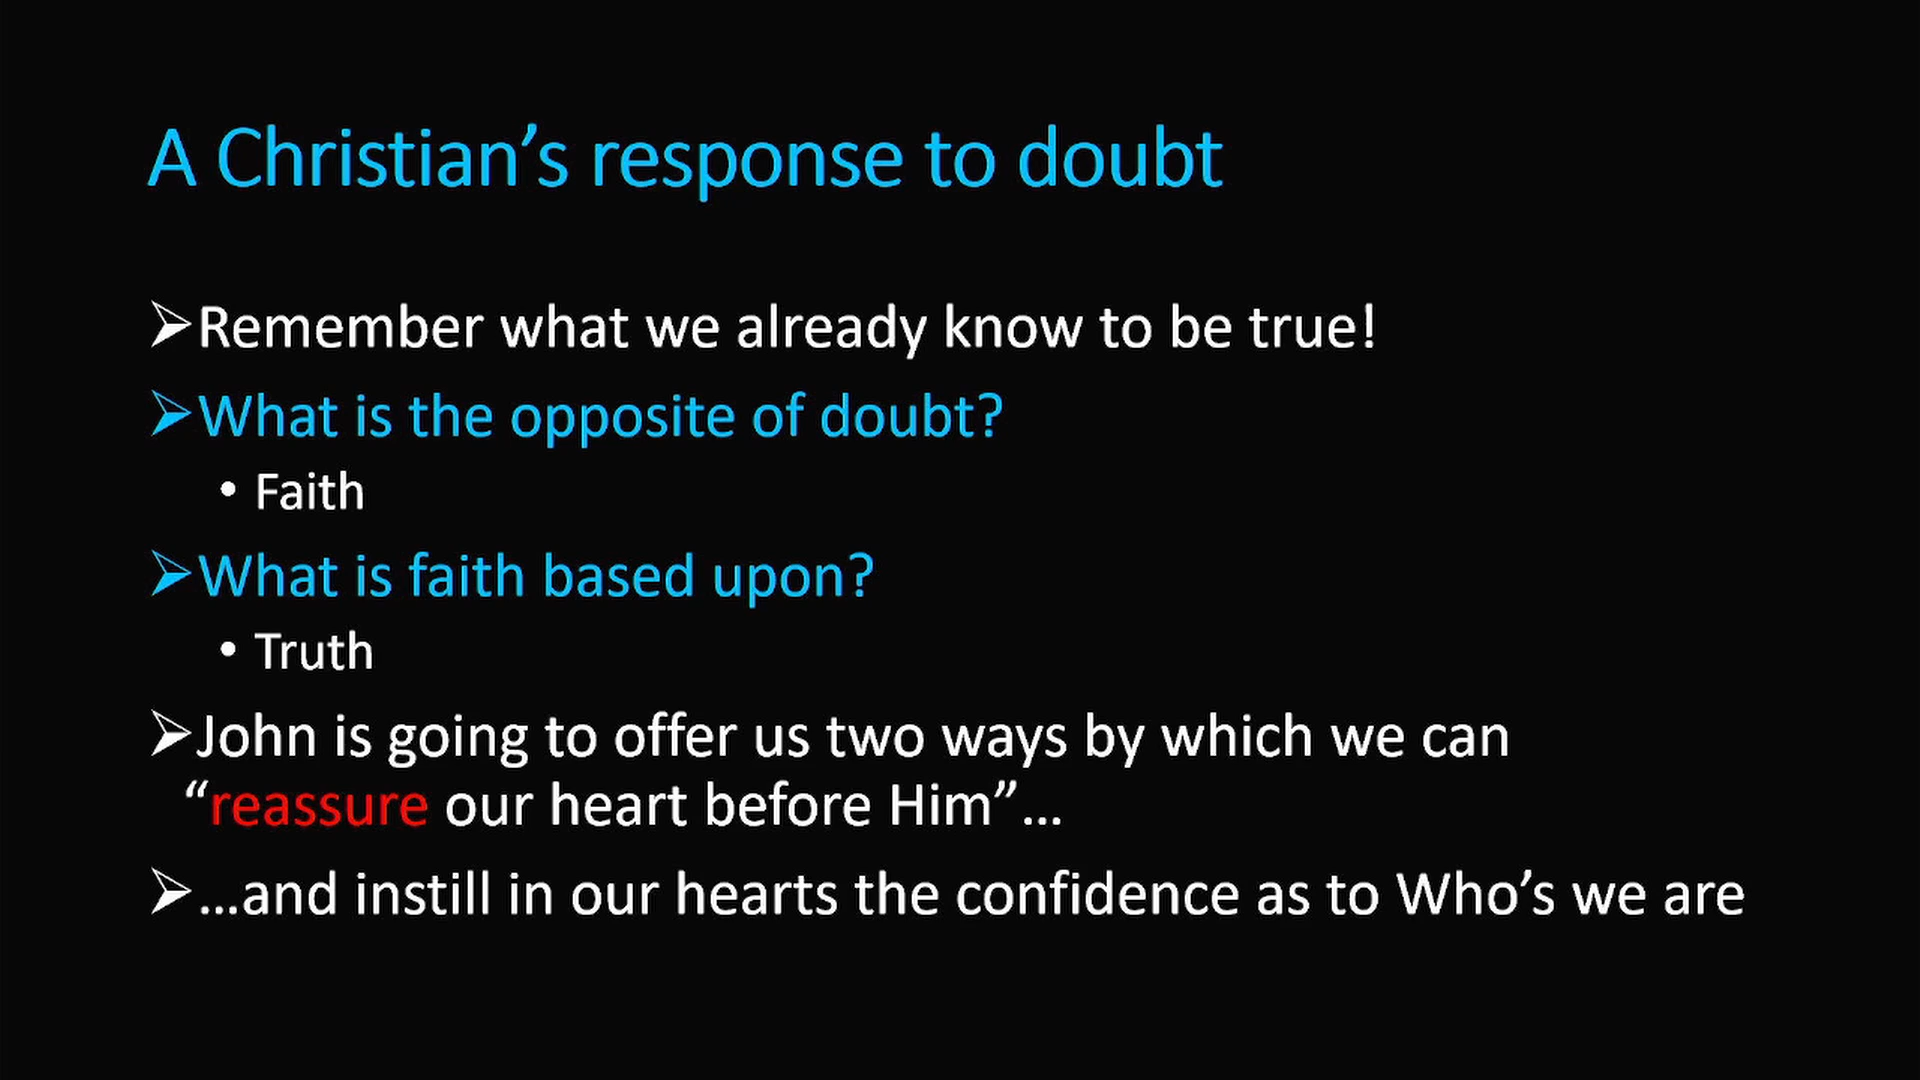 A Christian’s response to doubt
➢Remember what we already know to be true!
➢What is the opposite of doubt?
• Faith
➢What is faith based upon?
• Truth
➢John is going to offer us two ways by which we can
“reassure our heart before Him”…
➢…and instill in our hearts the confidence as to Who’s we are